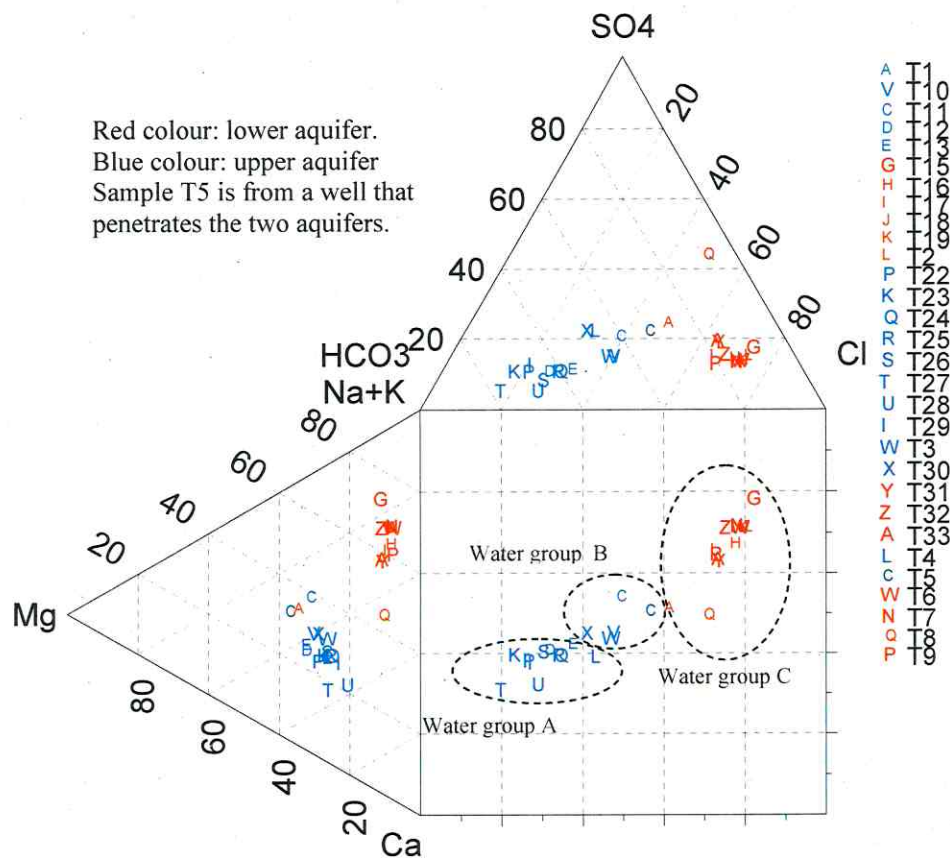 SO4
Red colour: lower aquifer.
Blue colour: upper aquifer
Sample T5 is from a well that
penetrates the two aquifers.
80
60
40
20
20
40
60
80
HCO3
Cl
Na+K
80
60
40
20
Mg
80
60
40
20
Ca
Water group B
Water group C
Water group A
A T1
V T10
C T11
D T12
E T13
G T15
H T16
I T17
J T18
K T19
L T2
P T22
K T23
Q T24
R T25
S T26
T T27
U T28
I T29
W T3
X T30
Y T31
Z T32
A T33
L T4
C T5
W T6
N T7
Q T8
P T9